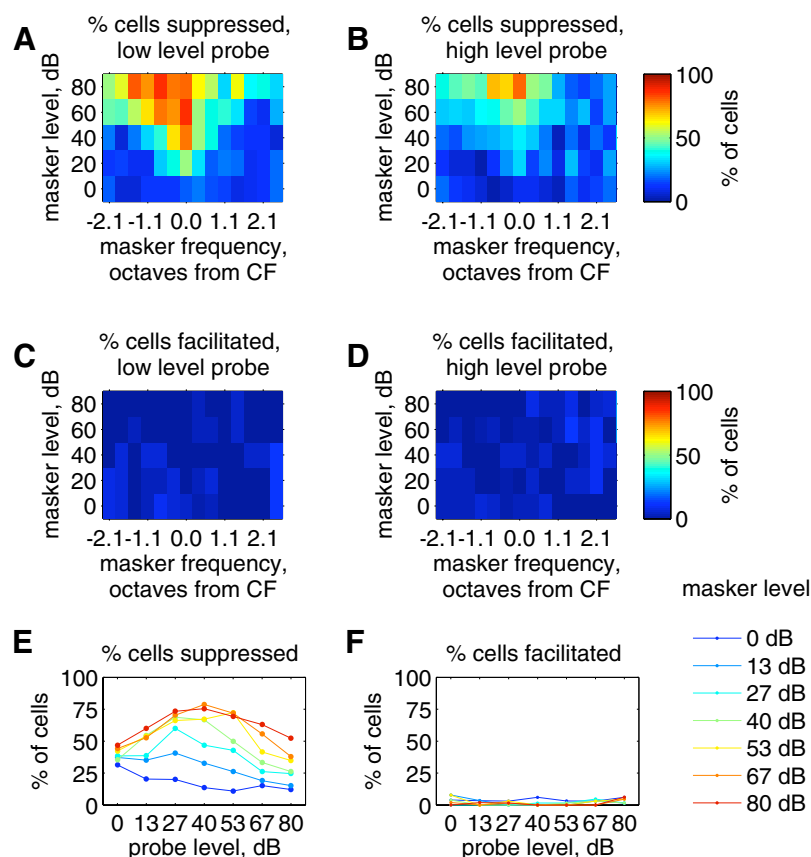 A
% cells suppressed,
low level probe
masker level, dB
80
60
40
20
0
-2.1 -1.1 0.0 1.1 2.1
masker frequency,
octaves from CF
B
% cells suppressed,
high level probe
masker level, dB
80
60
40
20
0
-2.1 -1.1 0.0 1.1 2.1
masker frequency,
octaves from CF
100
50
0
% of cells
C
% cells facilitated,
low level probe
masker level, dB
80
60
40
20
0
-2.1 -1.1 0.0 1.1 2.1
masker frequency,
octaves from CF
D
% cells facilitated,
high level probe
masker level, dB
80
60
40
20
0
-2.1 -1.1 0.0 1.1 2.1
masker frequency,
octaves from CF
100
50
0
% of cells
E
% cells suppressed
% of cells
100
75
50
25
0
0 13 27 40 53 67 80
probe level, dB
F
% cells facilitated
100
75
50
25
0
0 13 27 40 53 67 80
probe level, dB
masker level
0 dB
13 dB
27 dB
40 dB
53 dB
67 dB
80 dB